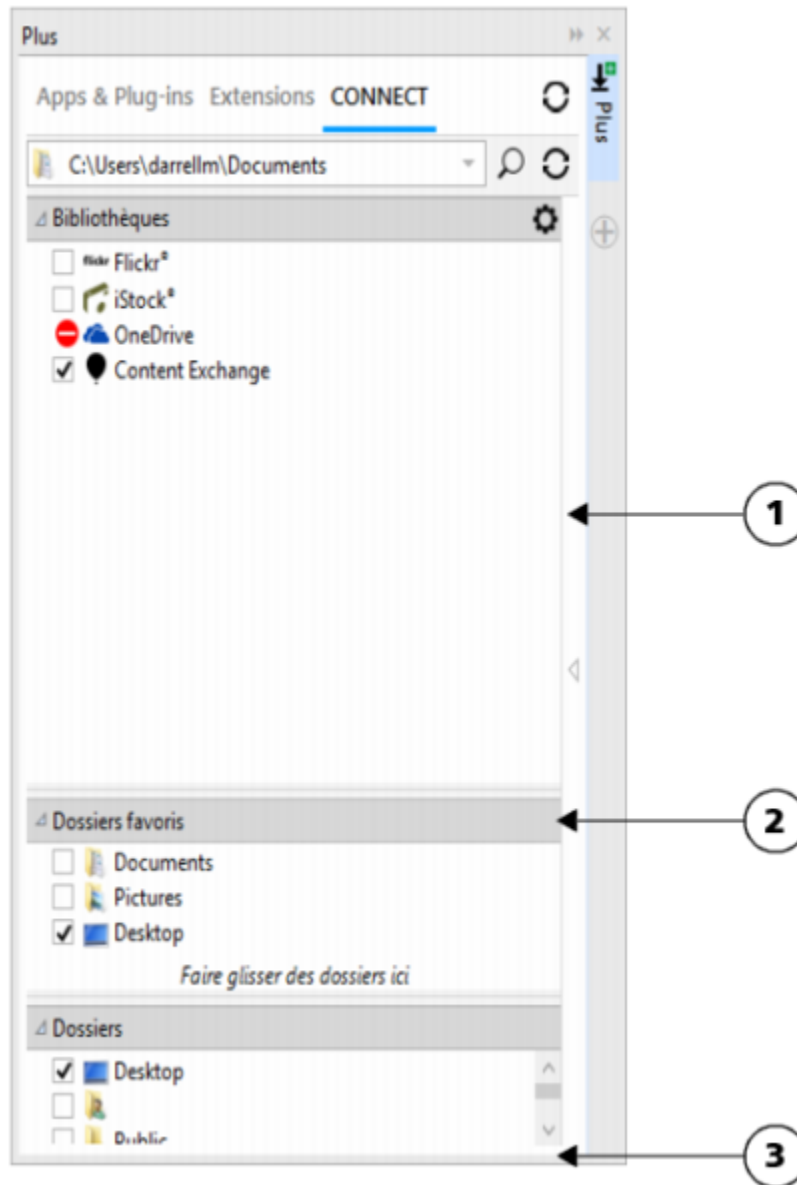 Plus
Apps & Plug-ins Extensions CONNECT
Plus
C:\Users\darrellm\Documents
Bibliothèques
flickr Flickr®
iStock®
OneDrive
Content Exchange
1
Dossiers favoris
2
Documents
Pictures
Desktop
Faire glisser des dossiers ici
Dossiers
Desktop
Public
3